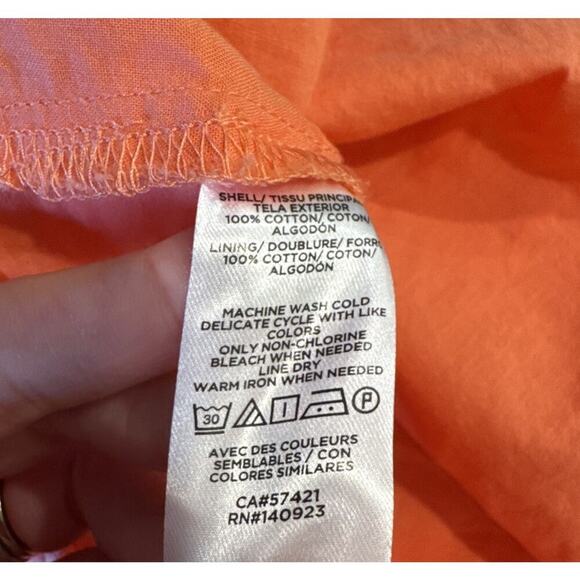 SHELL/ TISSU PRINCIPA
TELA EXTERIOR
100% COTTON/ COTON/
ALGODÓN
LINING/ DOUBLURE/ FORRO
100% COTTON/ COTON/
ALGODÓN
MACHINE WASH COLD
DELICATE CYCLE WITH LIKE
COLORS
ONLY NON-CHLORINE
BLEACH WHEN NEEDED
LINE DRY
WARM IRON WHEN NEEDED
30 P
AVEC DES COULEURS
SEMBLABLES / CON
COLORES SIMILARES
CA#57421
RN#140923